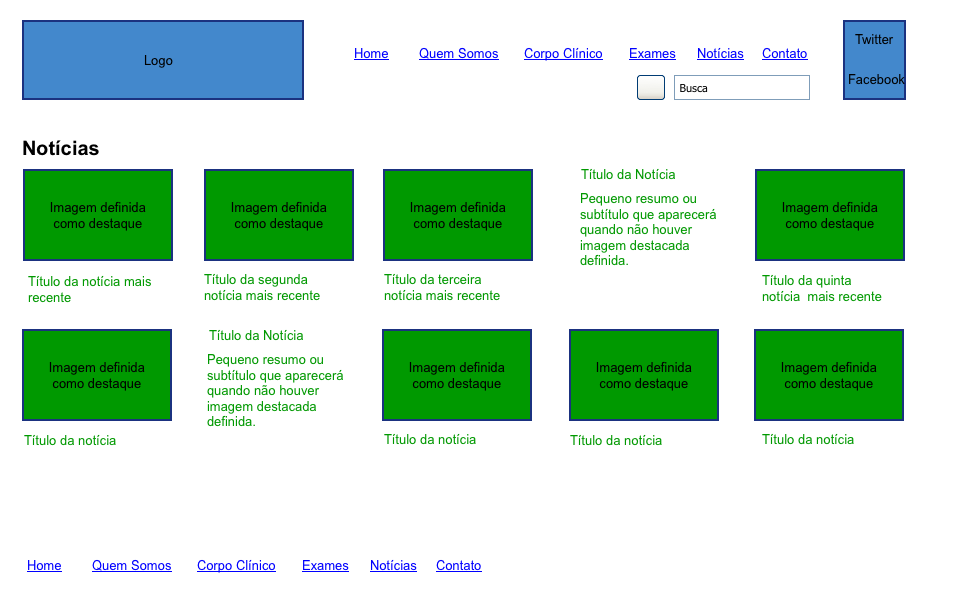 Logo
Home Quem Somos Corpo Clínico Exames Notícias Contato
Busca
Twitter
Facebook
Notícias
Imagem definida
como destaque
Título da notícia mais
recente
Imagem definida
como destaque
Título da segunda
notícia mais recente
Imagem definida
como destaque
Título da terceira
notícia mais recente
Título da Notícia
Pequeno resumo ou
subtítulo que aparecerá
quando não houver
imagem destacada
definida.
Imagem definida
como destaque
Título da quinta
notícia  mais recente
Imagem definida
como destaque
Título da notícia
Título da Notícia
Pequeno resumo ou
subtítulo que aparecerá
quando não houver
imagem destacada
definida.
Imagem definida
como destaque
Título da notícia
Imagem definida
como destaque
Título da notícia
Imagem definida
como destaque
Título da notícia
Home Quem Somos Corpo Clínico Exames Notícias Contato